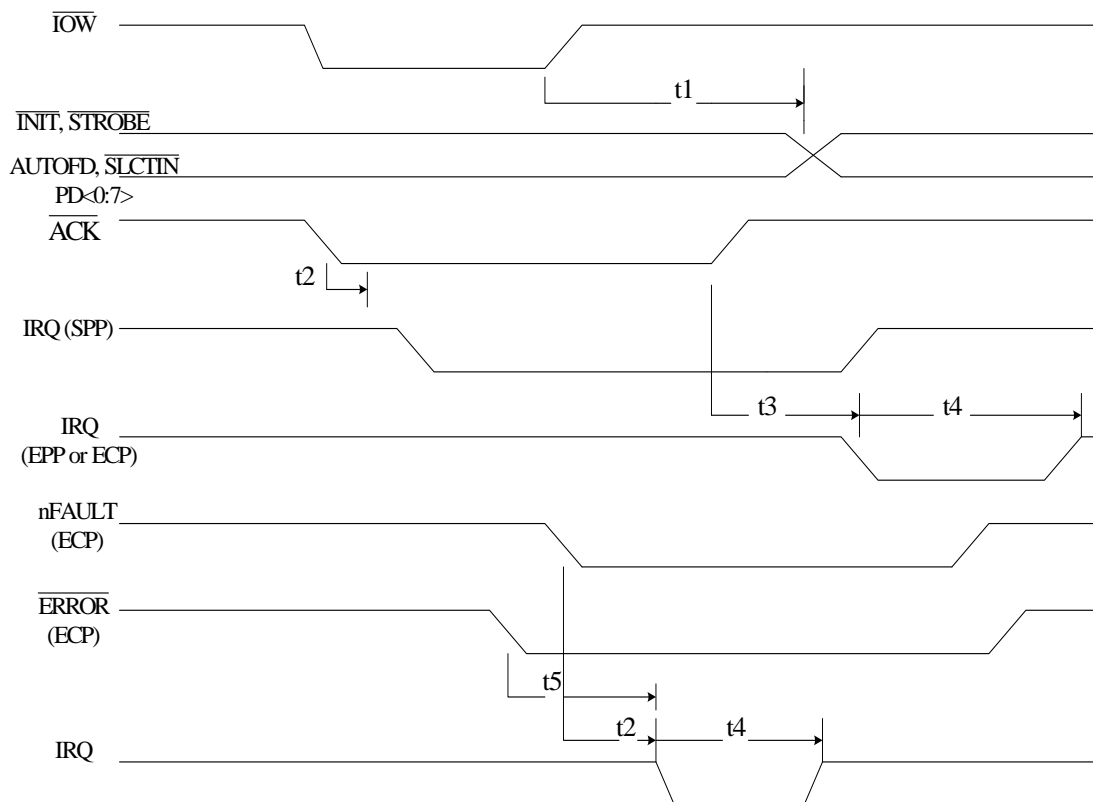 IOW
t1
INIT, STROBE
AUTOFD, SLCTIN
PD<0:7>
ACK
t2
IRQ (SPP)
t3
t4
IRQ
(EPP or ECP)
nFAULT
(ECP)
ERROR
(ECP)
t5
t2
t4
IRQ